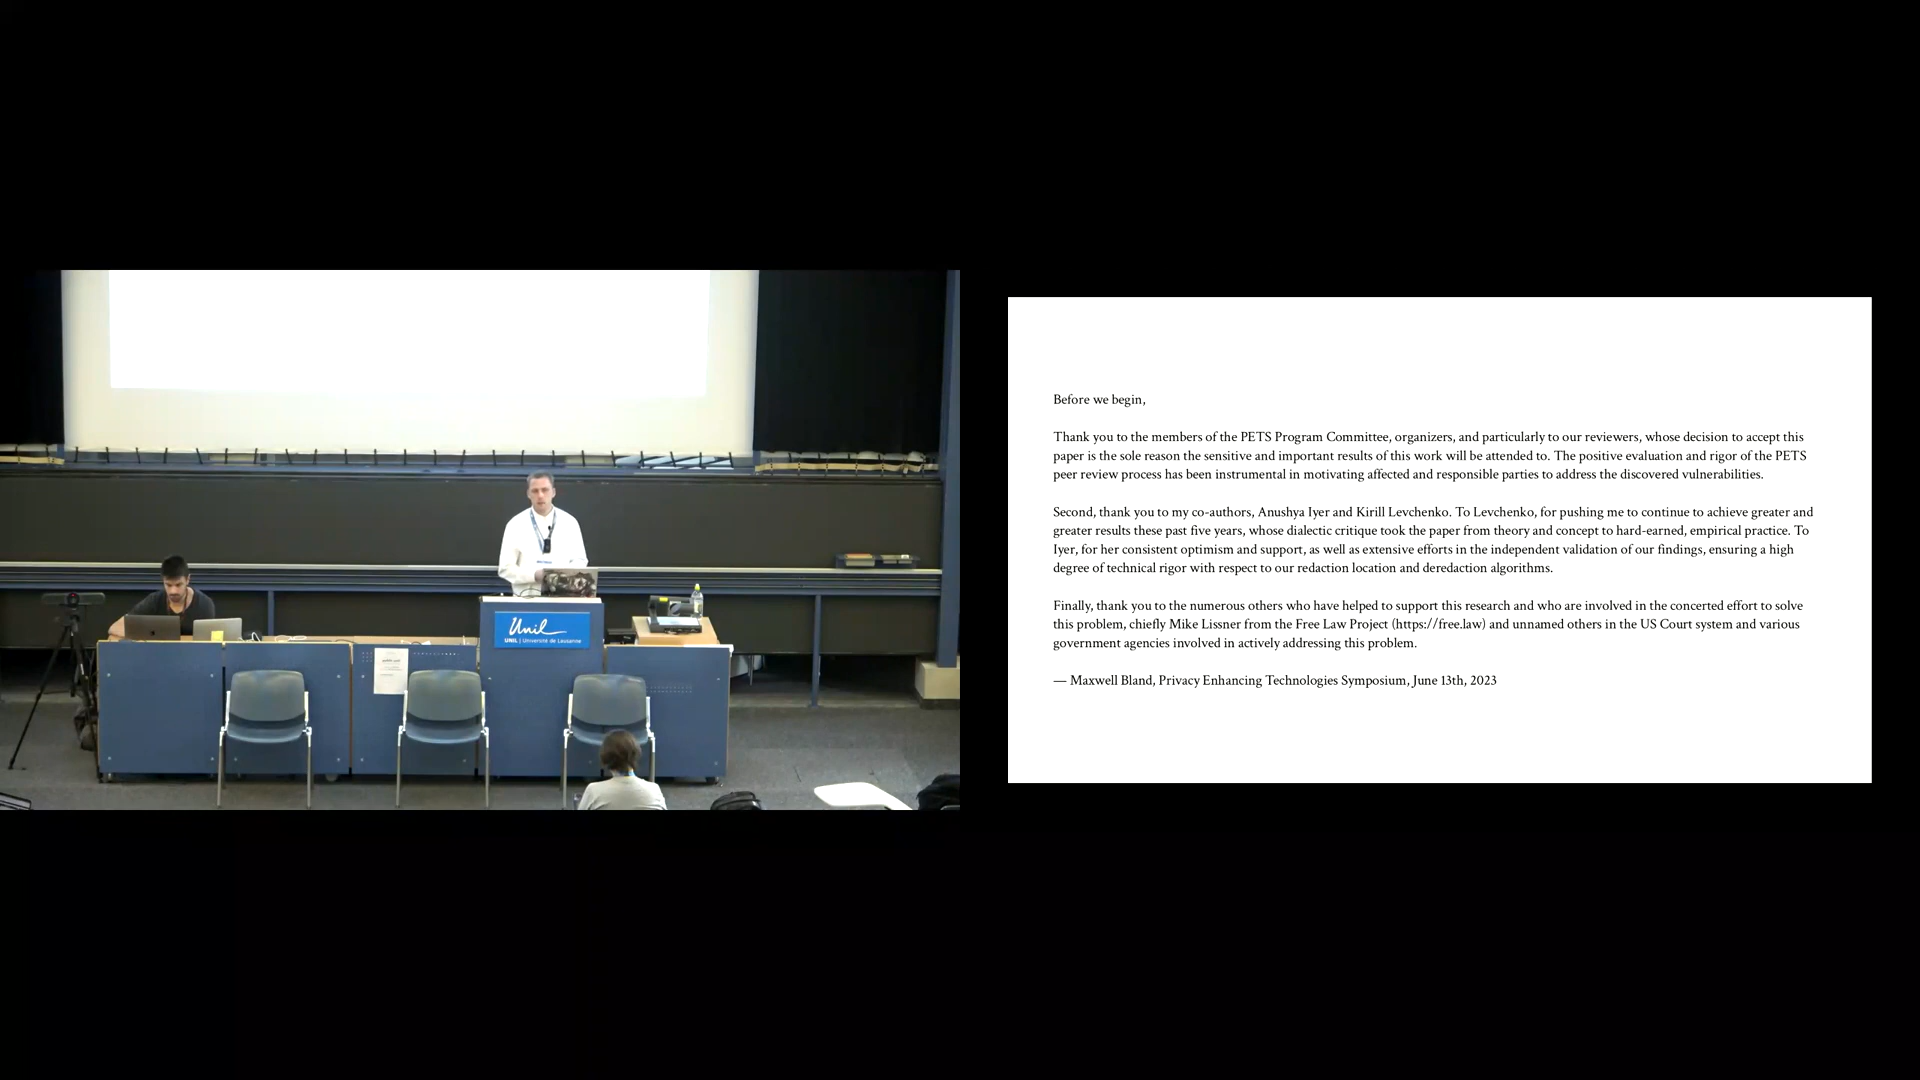 Unil
UNIL | Université de Lausanne
Before we begin,
Thank you to the members of the PETS Program Committee, organizers, and particularly to our reviewers, whose decision to accept this
paper is the sole reason the sensitive and important results of this work will be attended to. The positive evaluation and rigor of the PETS
peer review process has been instrumental in motivating affected and responsible parties to address the discovered vulnerabilities.
Second, thank you to my co-authors, Anushya Iyer and Kirill Levchenko. To Levchenko, for pushing me to continue to achieve greater and
greater results these past five years, whose dialectic critique took the paper from theory and concept to hard-earned, empirical practice. To
Iyer, for her consistent optimism and support, as well as extensive efforts in the independent validation of our findings, ensuring a high
degree of technical rigor with respect to our redaction location and deredaction algorithms.
Finally, thank you to the numerous others who have helped to support this research and who are involved in the concerted effort to solve
this problem, chiefly Mike Lissner from the Free Law Project (https://free.law) and unnamed others in the US Court system and various
government agencies involved in actively addressing this problem.
— Maxwell Bland, Privacy Enhancing Technologies Symposium, June 13th, 2023